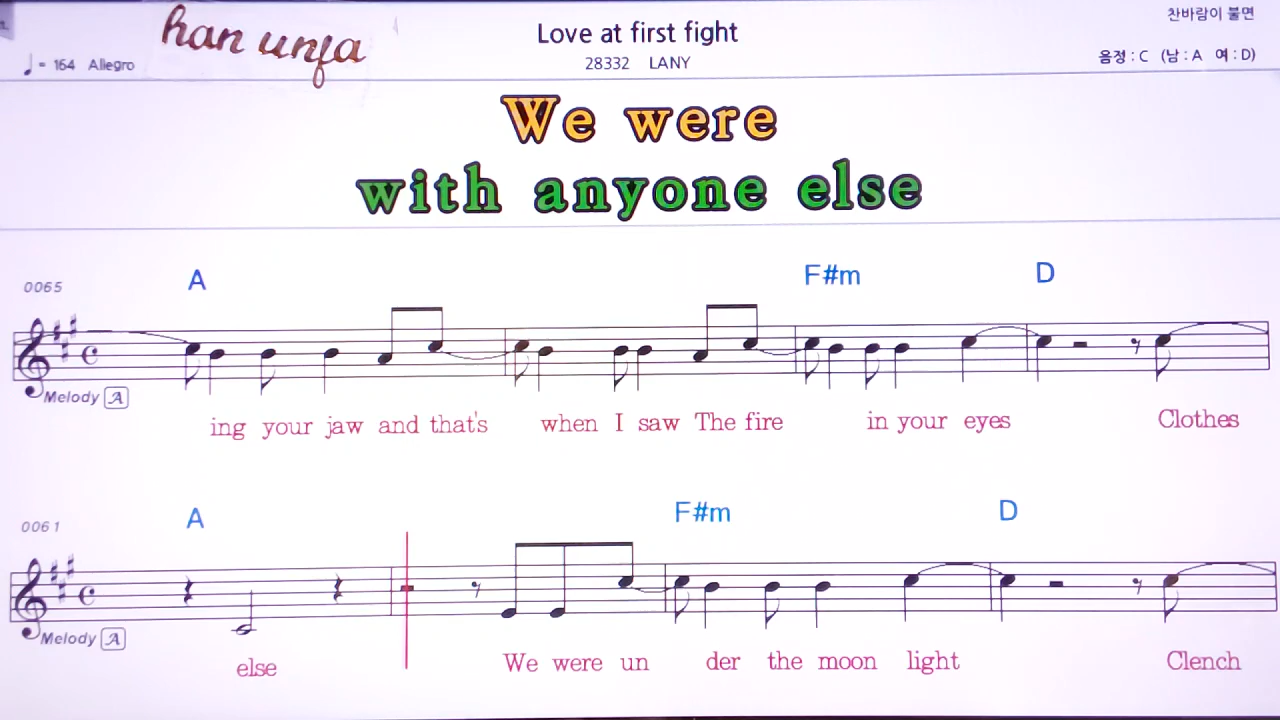 han unfa
Love at first fight
찬바람이 불면
♩= 164 Allegro
28332 LANY
음정 : C (남 : A 여 : D)
We were
with anyone else
0065
A F#m D
Melody A
ing your jaw and that's when I saw The fire in your eyes Clothes
0061
A F#m D
Melody A
else We were un der the moon light Clench